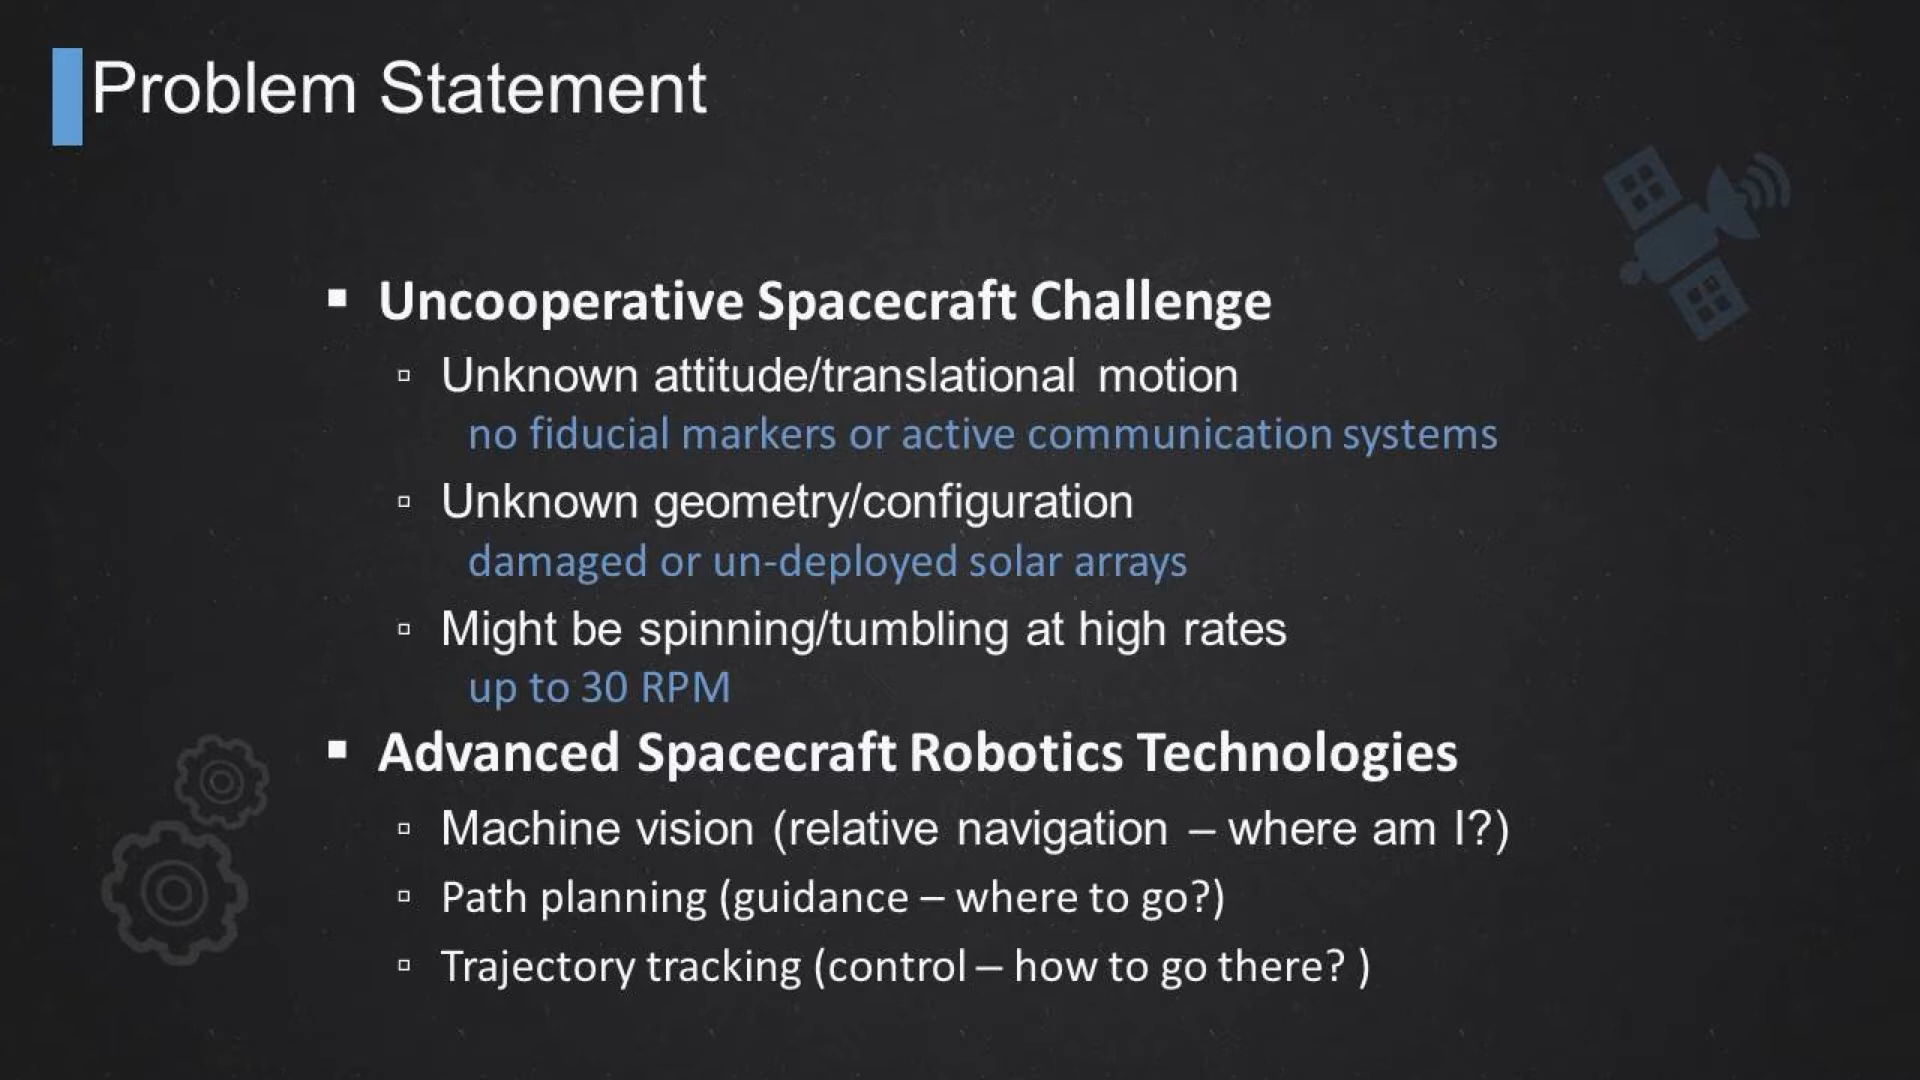 Problem Statement
▪ Uncooperative Spacecraft Challenge
▫ Unknown attitude/translational motion
no fiducial markers or active communication systems
▫ Unknown geometry/configuration
damaged or un-deployed solar arrays
▫ Might be spinning/tumbling at high rates
up to 30 RPM
▪ Advanced Spacecraft Robotics Technologies
▫ Machine vision (relative navigation – where am I?)
▫ Path planning (guidance – where to go?)
▫ Trajectory tracking (control – how to go there? )